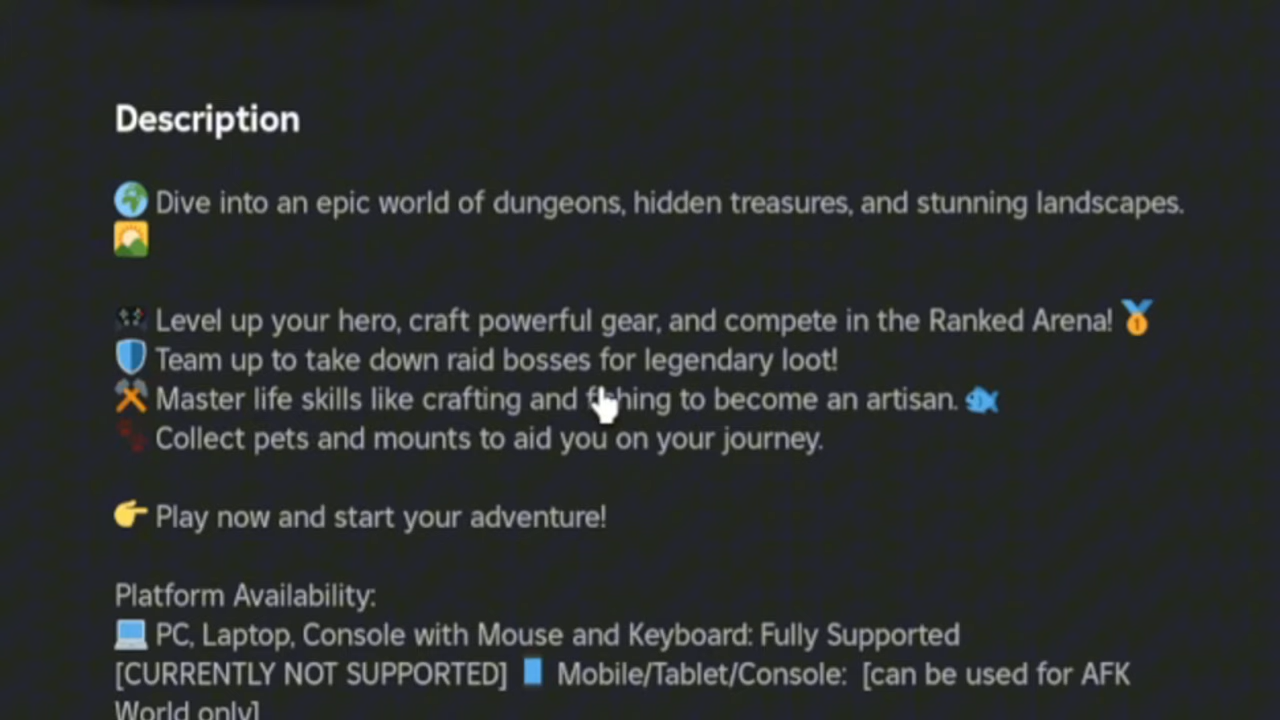 Description
🌍 Dive into an epic world of dungeons, hidden treasures, and stunning landscapes.
🌄
🎮 Level up your hero, craft powerful gear, and compete in the Ranked Arena! 🥇
🛡️ Team up to take down raid bosses for legendary loot!
⚒️ Master life skills like crafting and fishing to become an artisan. 🐟
🐾 Collect pets and mounts to aid you on your journey.
👉 Play now and start your adventure!
Platform Availability:
💻 PC, Laptop, Console with Mouse and Keyboard: Fully Supported
[CURRENTLY NOT SUPPORTED] 📱 Mobile/Tablet/Console: [can be used for AFK
World only]